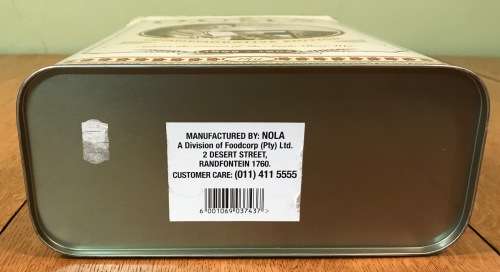 MANUFACTURED BY: NOLA
A Division of Foodcorp (Pty) Ltd.
2 DESERT STREET,
RANDFONTEIN 1760.
CUSTOMER CARE: (011) 411 5555
6 001069 037437 >